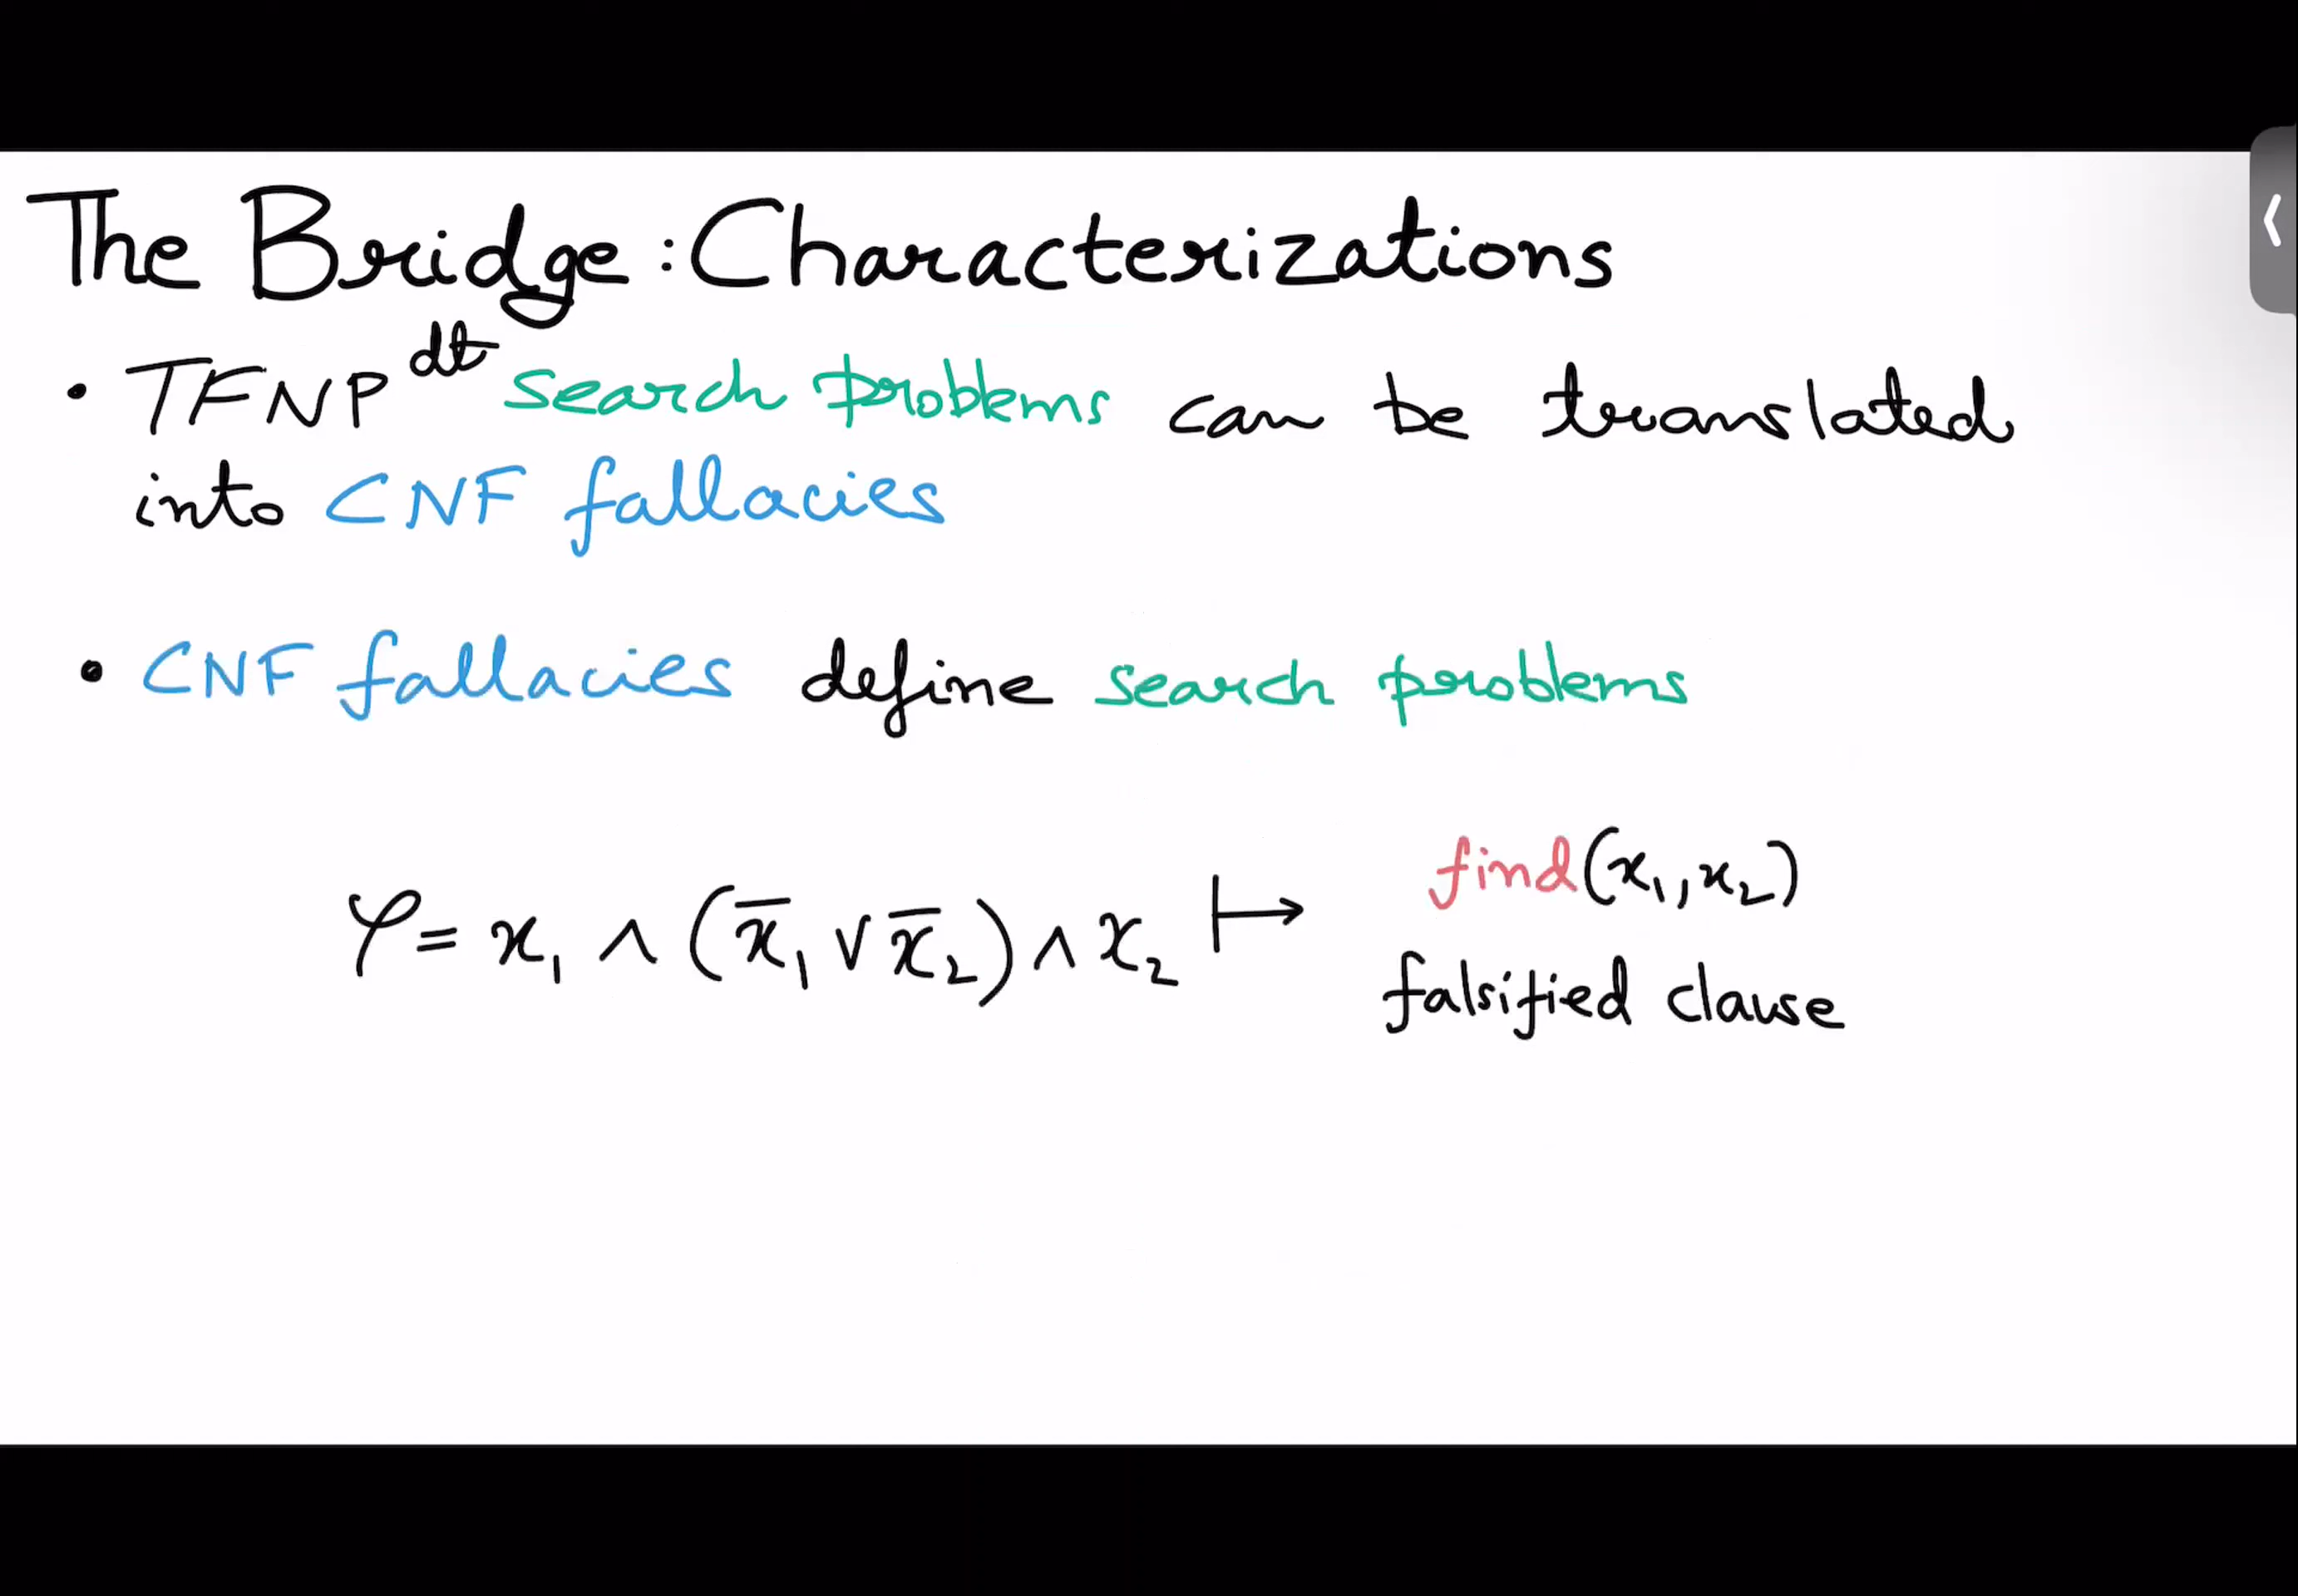 The Bridge: Characterizations
• TFNP^dt search problems can be translated
into CNF fallacies
• CNF fallacies define search problems
φ = x₁ ∧ (x̄₁ ∨ x̄₂) ∧ x₂ ↦ find(x₁, x₂)
falsified clause